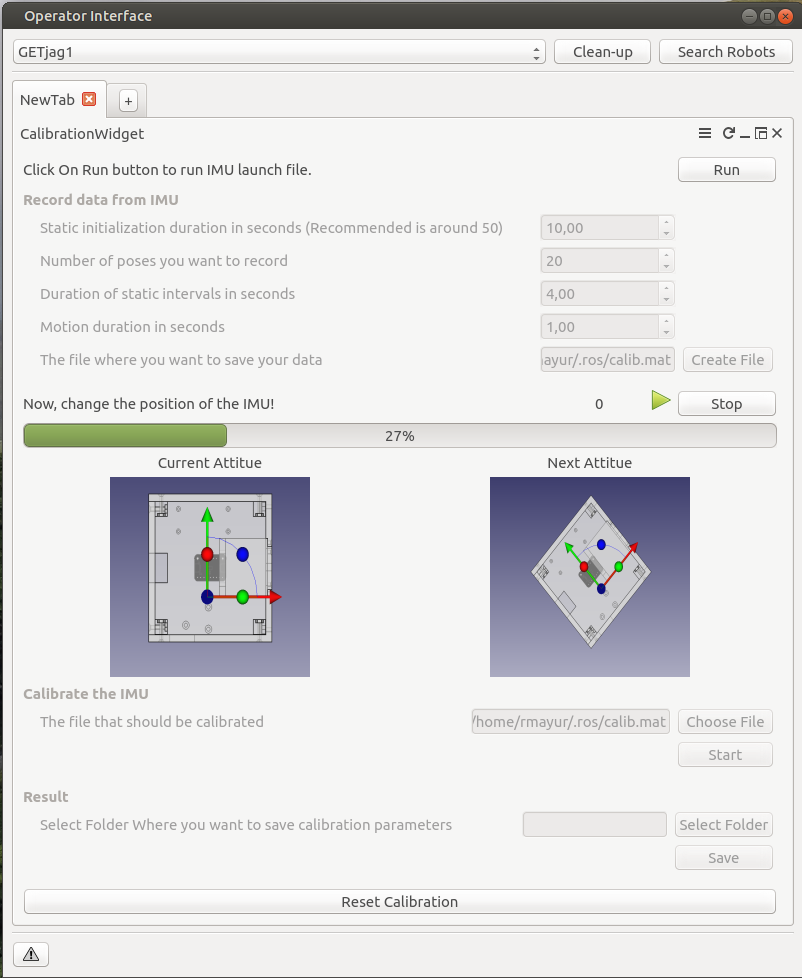 Operator Interface
GETjag1 Clean-up Search Robots
NewTab +
CalibrationWidget
Click On Run button to run IMU launch file. Run
Record data from IMU
Static initialization duration in seconds (Recommended is around 50) 10,00
Number of poses you want to record 20
Duration of static intervals in seconds 4,00
Motion duration in seconds 1,00
The file where you want to save your data ayur/.ros/calib.mat Create File
Now, change the position of the IMU! 0 Stop
27%
Current Attitue Next Attitue
Calibrate the IMU
The file that should be calibrated /home/rmayur/.ros/calib.mat Choose File
Start
Result
Select Folder Where you want to save calibration parameters Select Folder
Save
Reset Calibration